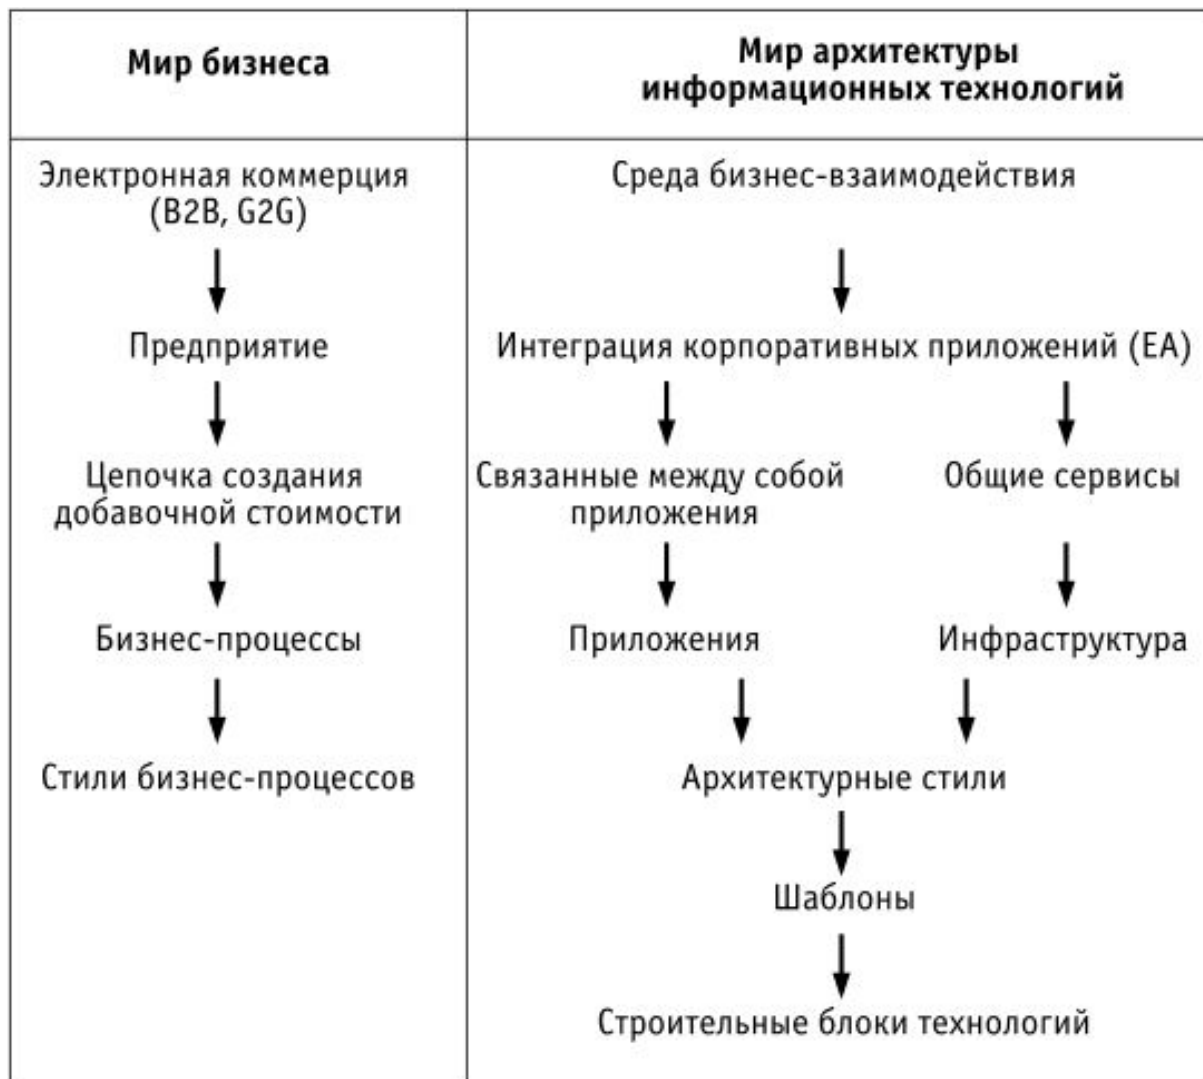 Мир бизнеса
Мир архитектуры
информационных технологий
Электронная коммерция
(B2B, G2G)
Среда бизнес-взаимодействия
Предприятие
Интеграция корпоративных приложений (EA)
Цепочка создания
добавочной стоимости
Связанные между собой
приложения
Общие сервисы
Бизнес-процессы
Приложения
Инфраструктура
Стили бизнес-процессов
Архитектурные стили
Шаблоны
Строительные блоки технологий